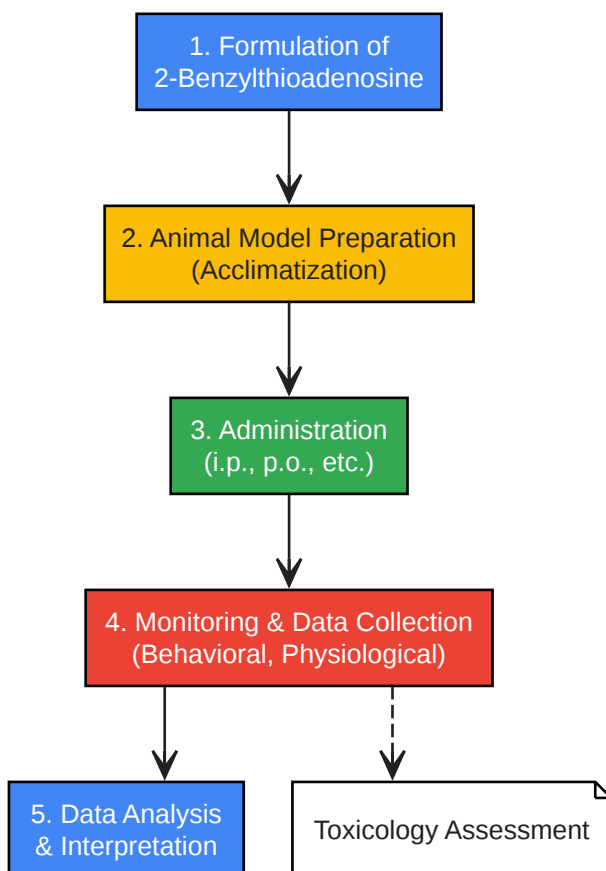 1. Formulation of
2-Benzylthioadenosine
2. Animal Model Preparation
(Acclimatization)
3. Administration
(i.p., p.o., etc.)
4. Monitoring & Data Collection
(Behavioral, Physiological)
5. Data Analysis
& Interpretation
Toxicology Assessment